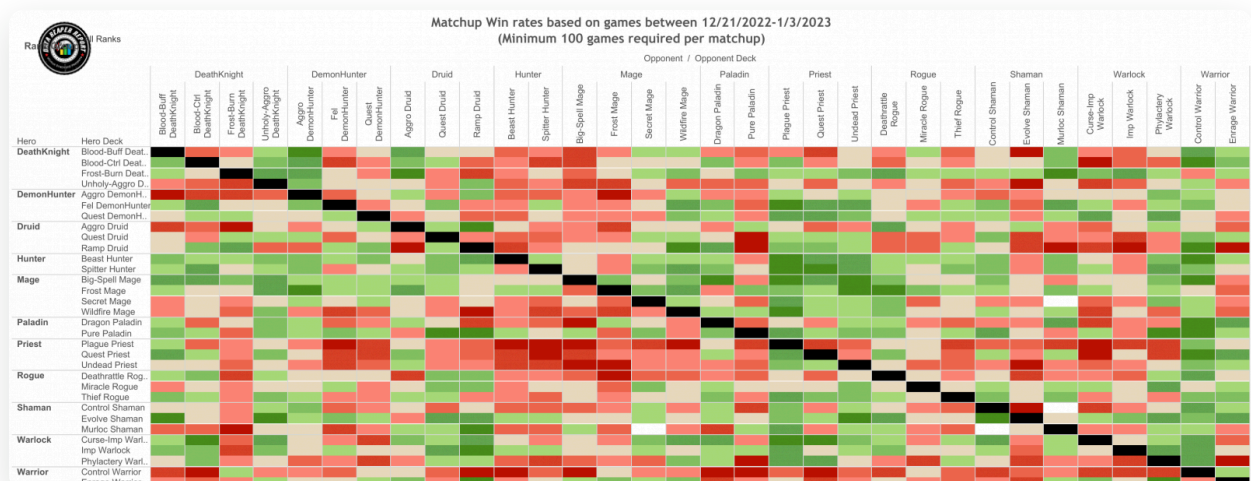 Matchup Win rates based on games between 12/21/2022-1/3/2023
(Minimum 100 games required per matchup)
ll Ranks
Opponent / Opponent Deck
DeathKnight DemonHunter Druid Hunter Mage Paladin Priest Rogue Shaman Warlock Warrior
Blood-Buff DeathKnight
Blood-Ctrl DeathKnight
Frost-Burn DeathKnight
Unholy-Aggro DeathKnight
Aggro DemonHunter
Fel DemonHunter
Quest DemonHunter
Aggro Druid
Quest Druid
Ramp Druid
Beast Hunter
Spitter Hunter
Big-Spell Mage
Frost Mage
Secret Mage
Wildfire Mage
Dragon Paladin
Pure Paladin
Plague Priest
Quest Priest
Undead Priest
Deathrattle Rogue
Miracle Rogue
Thief Rogue
Control Shaman
Evolve Shaman
Murloc Shaman
Curse-Imp Warlock
Imp Warlock
Phylactery Warlock
Control Warrior
Enrage Warrior
Hero Hero Deck
DeathKnight Blood-Buff Deat..
Blood-Ctrl Deat..
Frost-Burn Deat..
Unholy-Aggro D..
DemonHunter Aggro DemonH..
Fel DemonHunter
Quest DemonH..
Druid Aggro Druid
Quest Druid
Ramp Druid
Hunter Beast Hunter
Spitter Hunter
Mage Big-Spell Mage
Frost Mage
Secret Mage
Wildfire Mage
Paladin Dragon Paladin
Pure Paladin
Priest Plague Priest
Quest Priest
Undead Priest
Rogue Deathrattle Rog..
Miracle Rogue
Thief Rogue
Shaman Control Shaman
Evolve Shaman
Murloc Shaman
Warlock Curse-Imp Warl..
Imp Warlock
Phylactery Warl..
Warrior Control Warrior